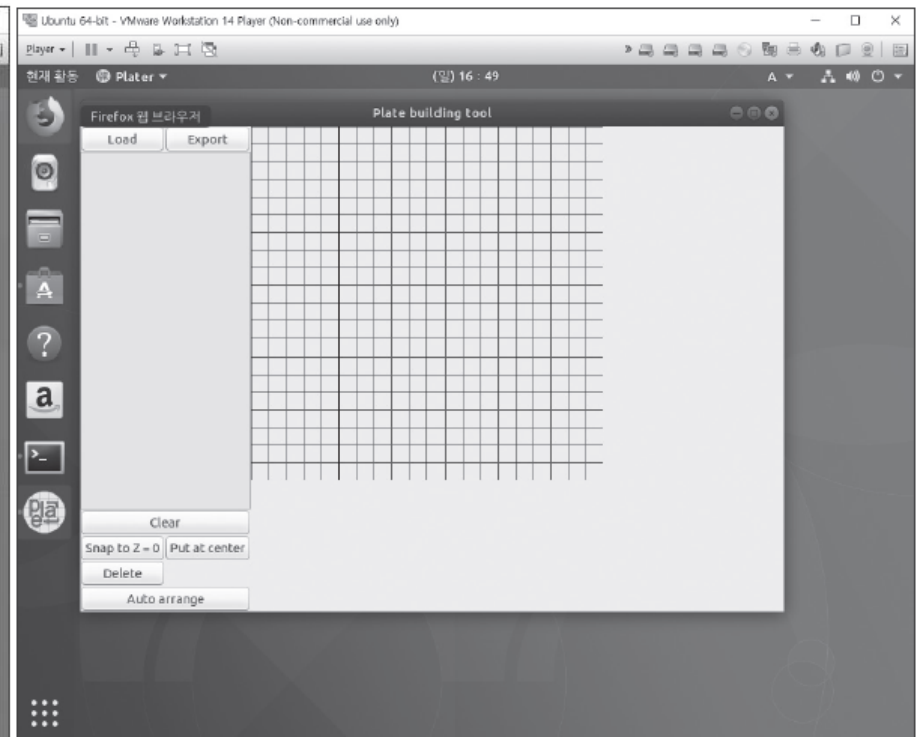 Ubuntu 64-bit - VMware Workstation 14 Player (Non-commercial use only)
Player
현재 활동 Plater (일) 16 : 49 A
Firefox 웹 브라우저 Plate building tool
Load Export
a
>_
Plate
Clear
Snap to Z = 0 Put at center
Delete
Auto arrange